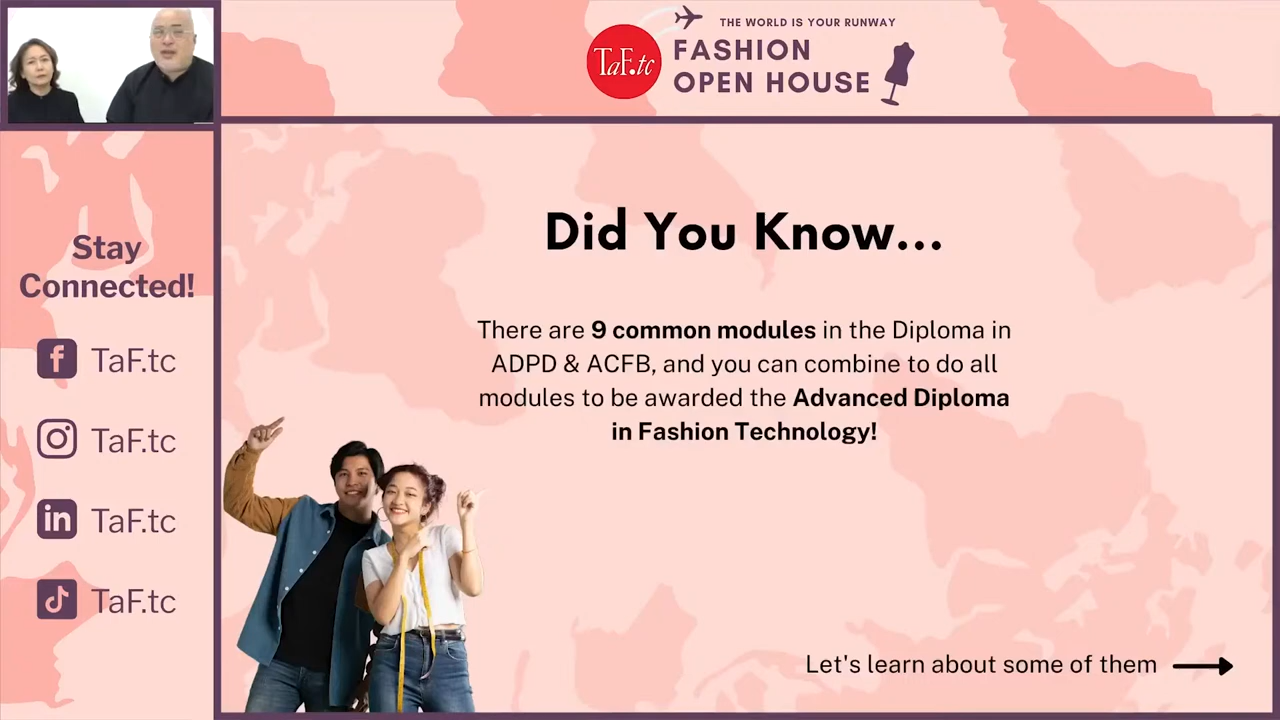 THE WORLD IS YOUR RUNWAY
TaF.tc
FASHION
OPEN HOUSE
Stay
Connected!
f TaF.tc
TaF.tc
in TaF.tc
TaF.tc
Did You Know...
There are 9 common modules in the Diploma in
ADPD & ACFB, and you can combine to do all
modules to be awarded the Advanced Diploma
in Fashion Technology!
Let's learn about some of them